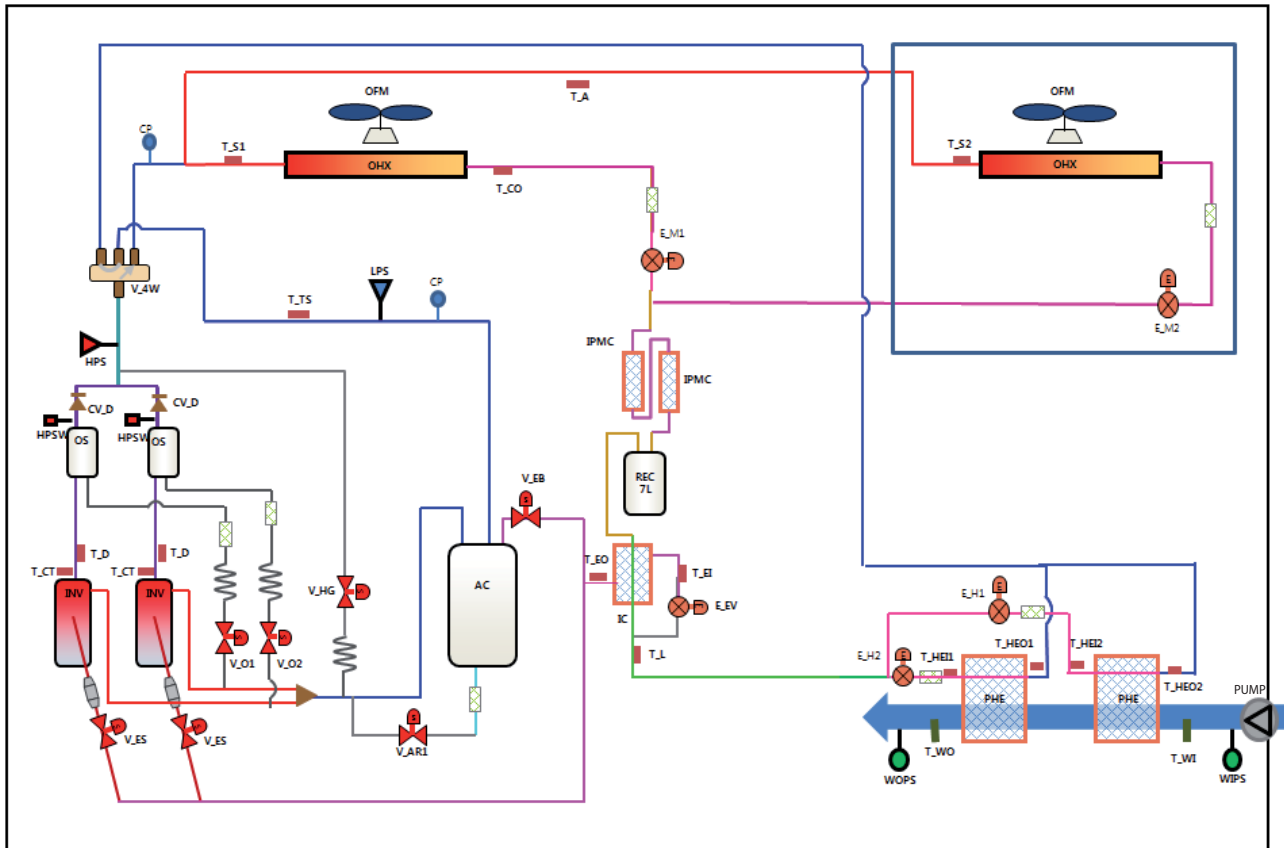 OFM
OFM
T_A
CP
T_S1
T_S2
OHX
OHX
T_CO
E_M1
V_4W
LPS
CP
T_TS
E_M2
HPS
IPMC
IPMC
CV_D
CV_D
HPSW
HPSW
OS
OS
REC
7L
V_EB
T_D
T_D
T_EO
T_EI
T_CT
T_CT
INV
INV
V_HG
S
AC
E_EV
IC
E_H1
V_O1
V_O2
T_L
E_H2
T_HEI1
T_HEO1
T_HEI2
T_HEO2
PHE
PHE
PUMP
V_ES
V_ES
V_AR1
T_WO
T_WI
WOPS
WIPS